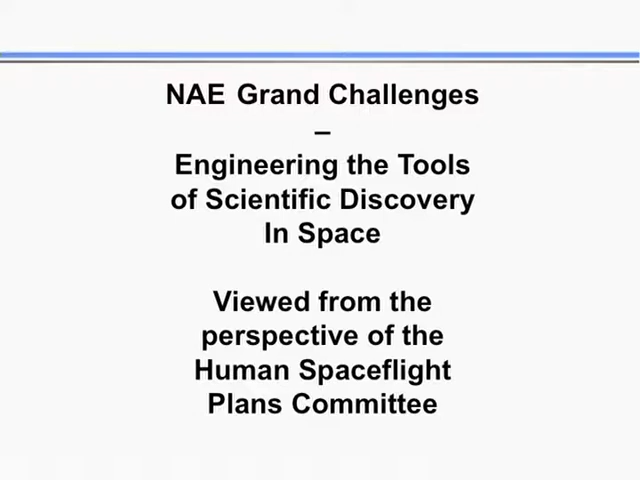 NAE Grand Challenges
–
Engineering the Tools
of Scientific Discovery
In Space
Viewed from the
perspective of the
Human Spaceflight
Plans Committee